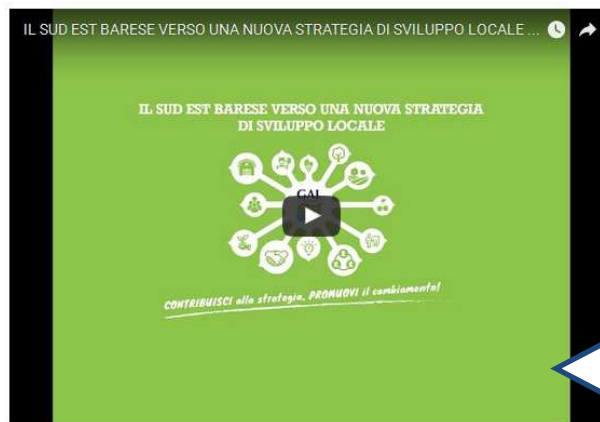 IL SUD EST BARESE VERSO UNA NUOVA STRATEGIA DI SVILUPPO LOCALE ...
IL SUD EST BARESE VERSO UNA NUOVA STRATEGIA
DI SVILUPPO LOCALE
GAL
CONTRIBUISCI alla strategia, PROMUOVI il cambiamento!